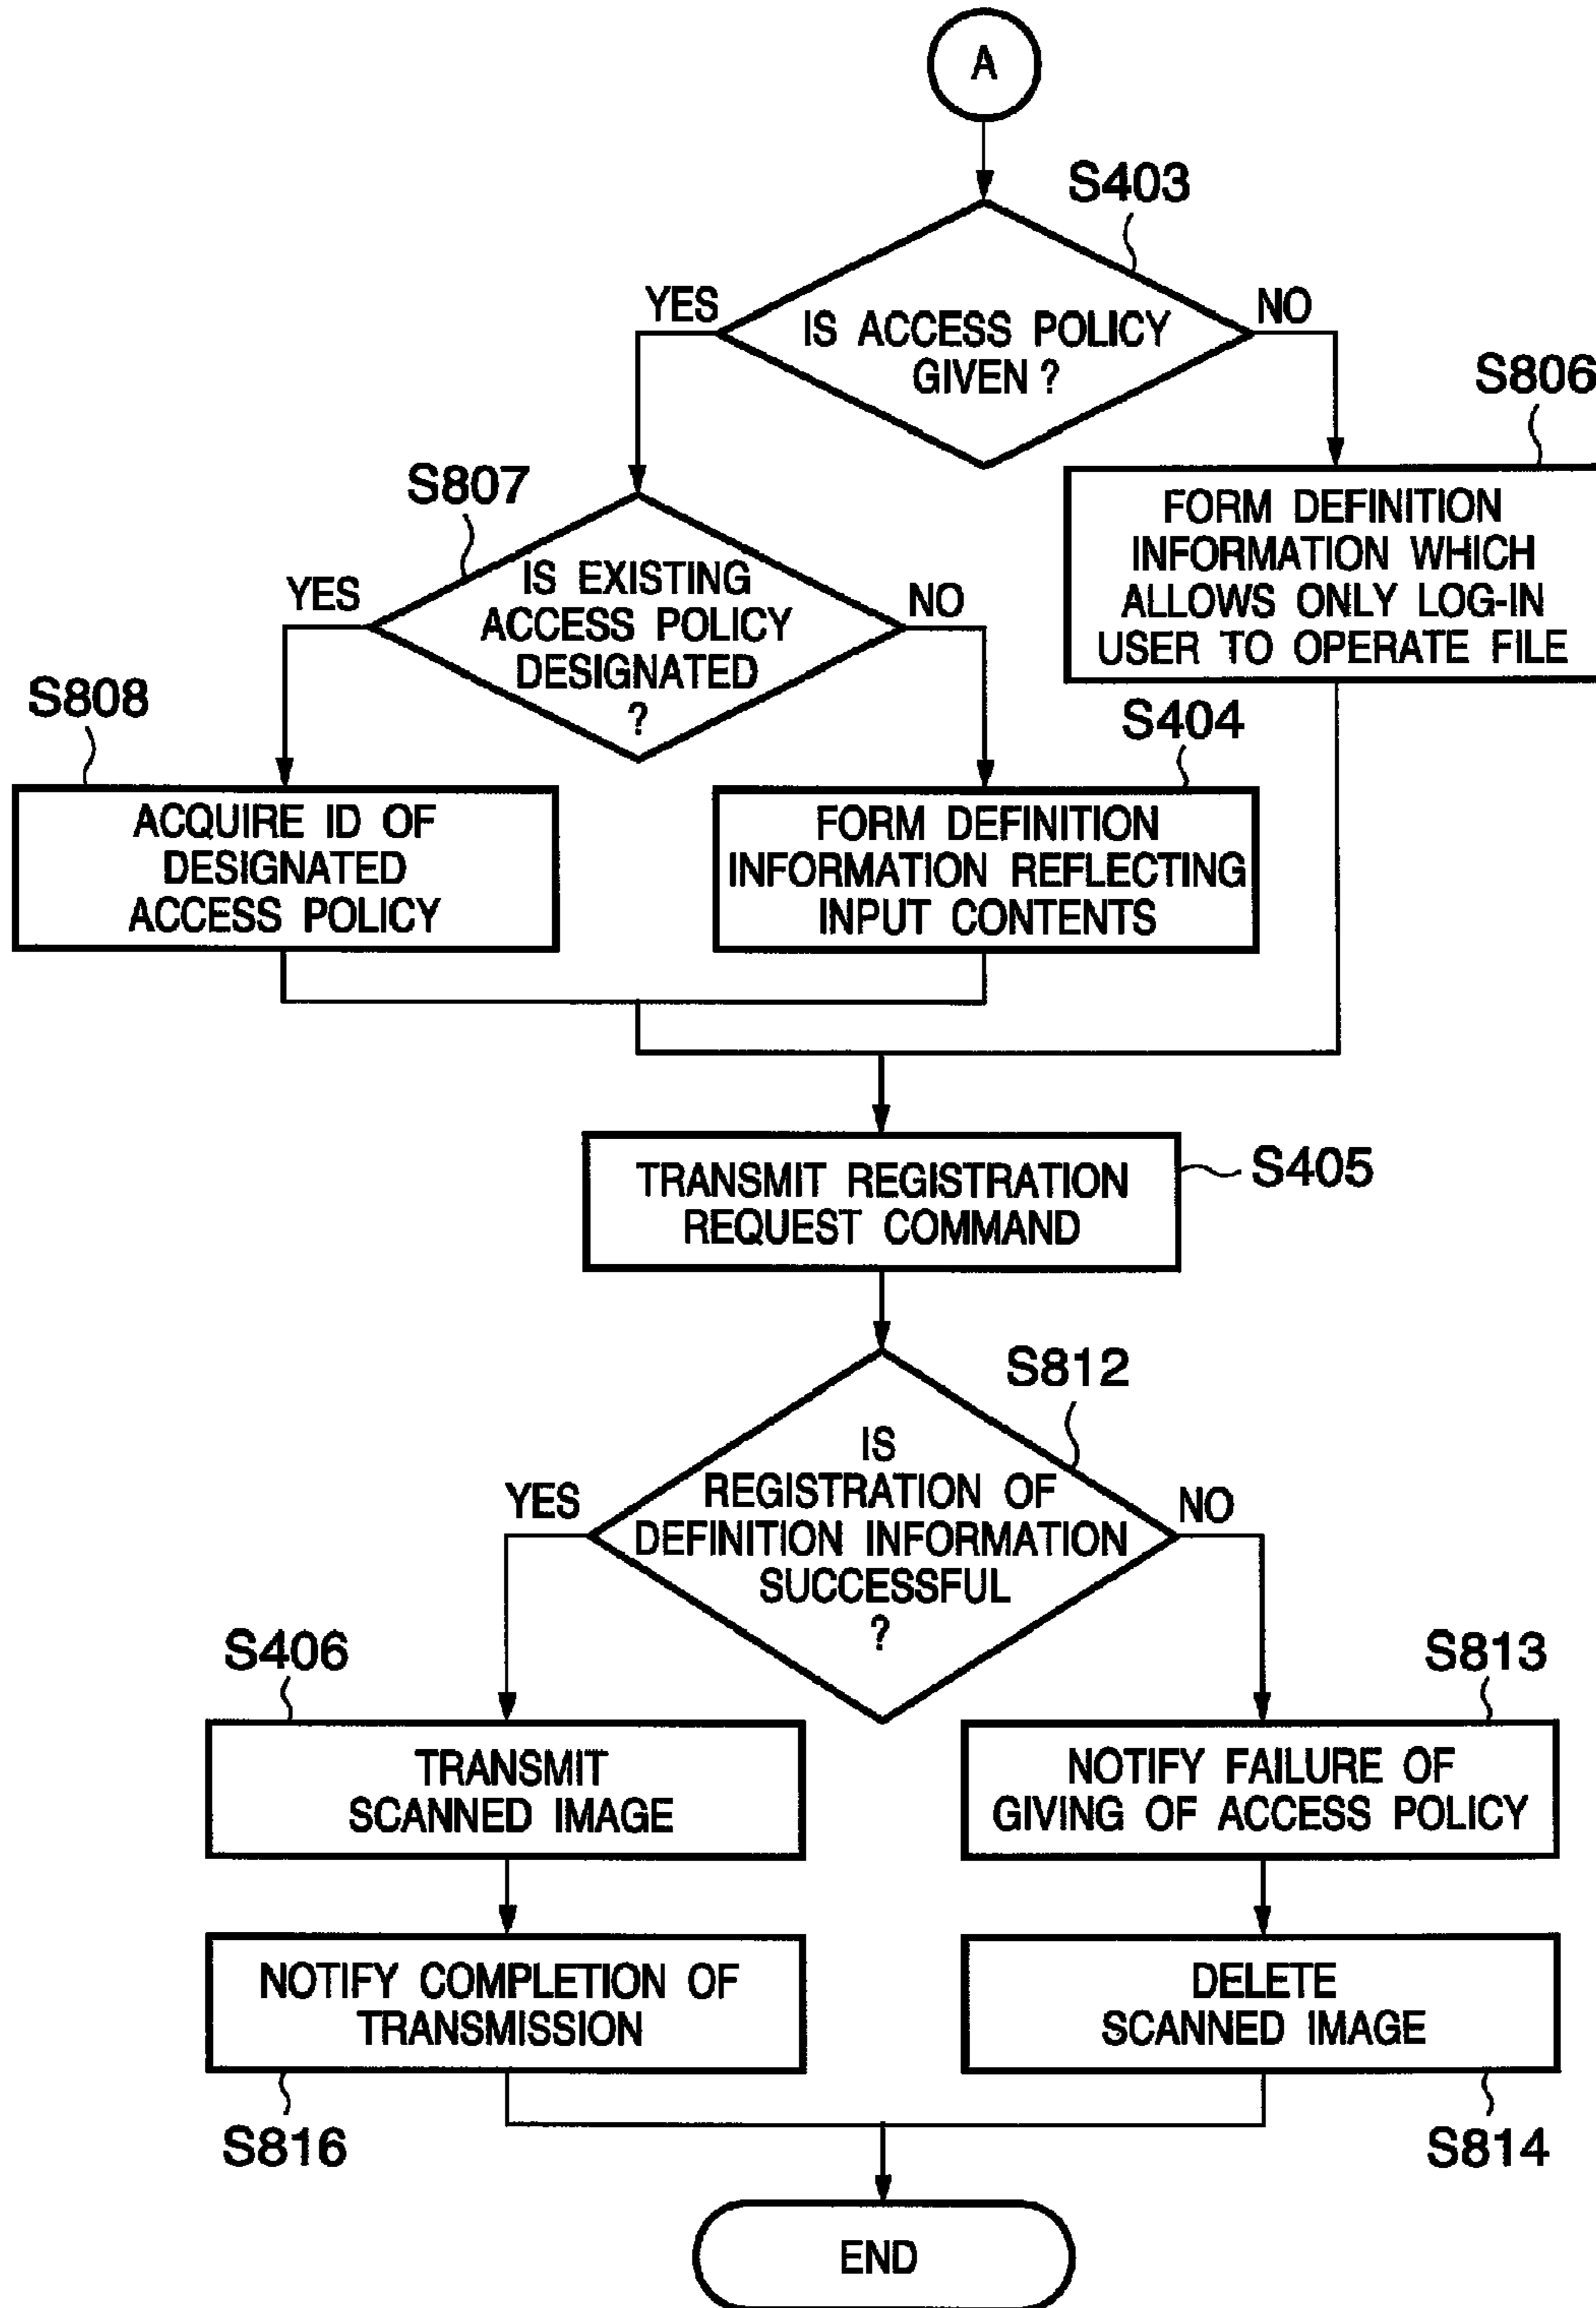 A
S403
YES
IS ACCESS POLICY
GIVEN ?
NO
S806
FORM DEFINITION
INFORMATION WHICH
ALLOWS ONLY LOG-IN
USER TO OPERATE FILE
S807
YES
IS EXISTING
ACCESS POLICY
DESIGNATED
?
NO
S808
ACQUIRE ID OF
DESIGNATED
ACCESS POLICY
S404
FORM DEFINITION
INFORMATION REFLECTING
INPUT CONTENTS
TRANSMIT REGISTRATION
REQUEST COMMAND
S405
S812
YES
IS
REGISTRATION OF
DEFINITION INFORMATION
SUCCESSFUL
?
NO
S406
TRANSMIT
SCANNED IMAGE
S813
NOTIFY FAILURE OF
GIVING OF ACCESS POLICY
NOTIFY COMPLETION OF
TRANSMISSION
S816
DELETE
SCANNED IMAGE
S814
END